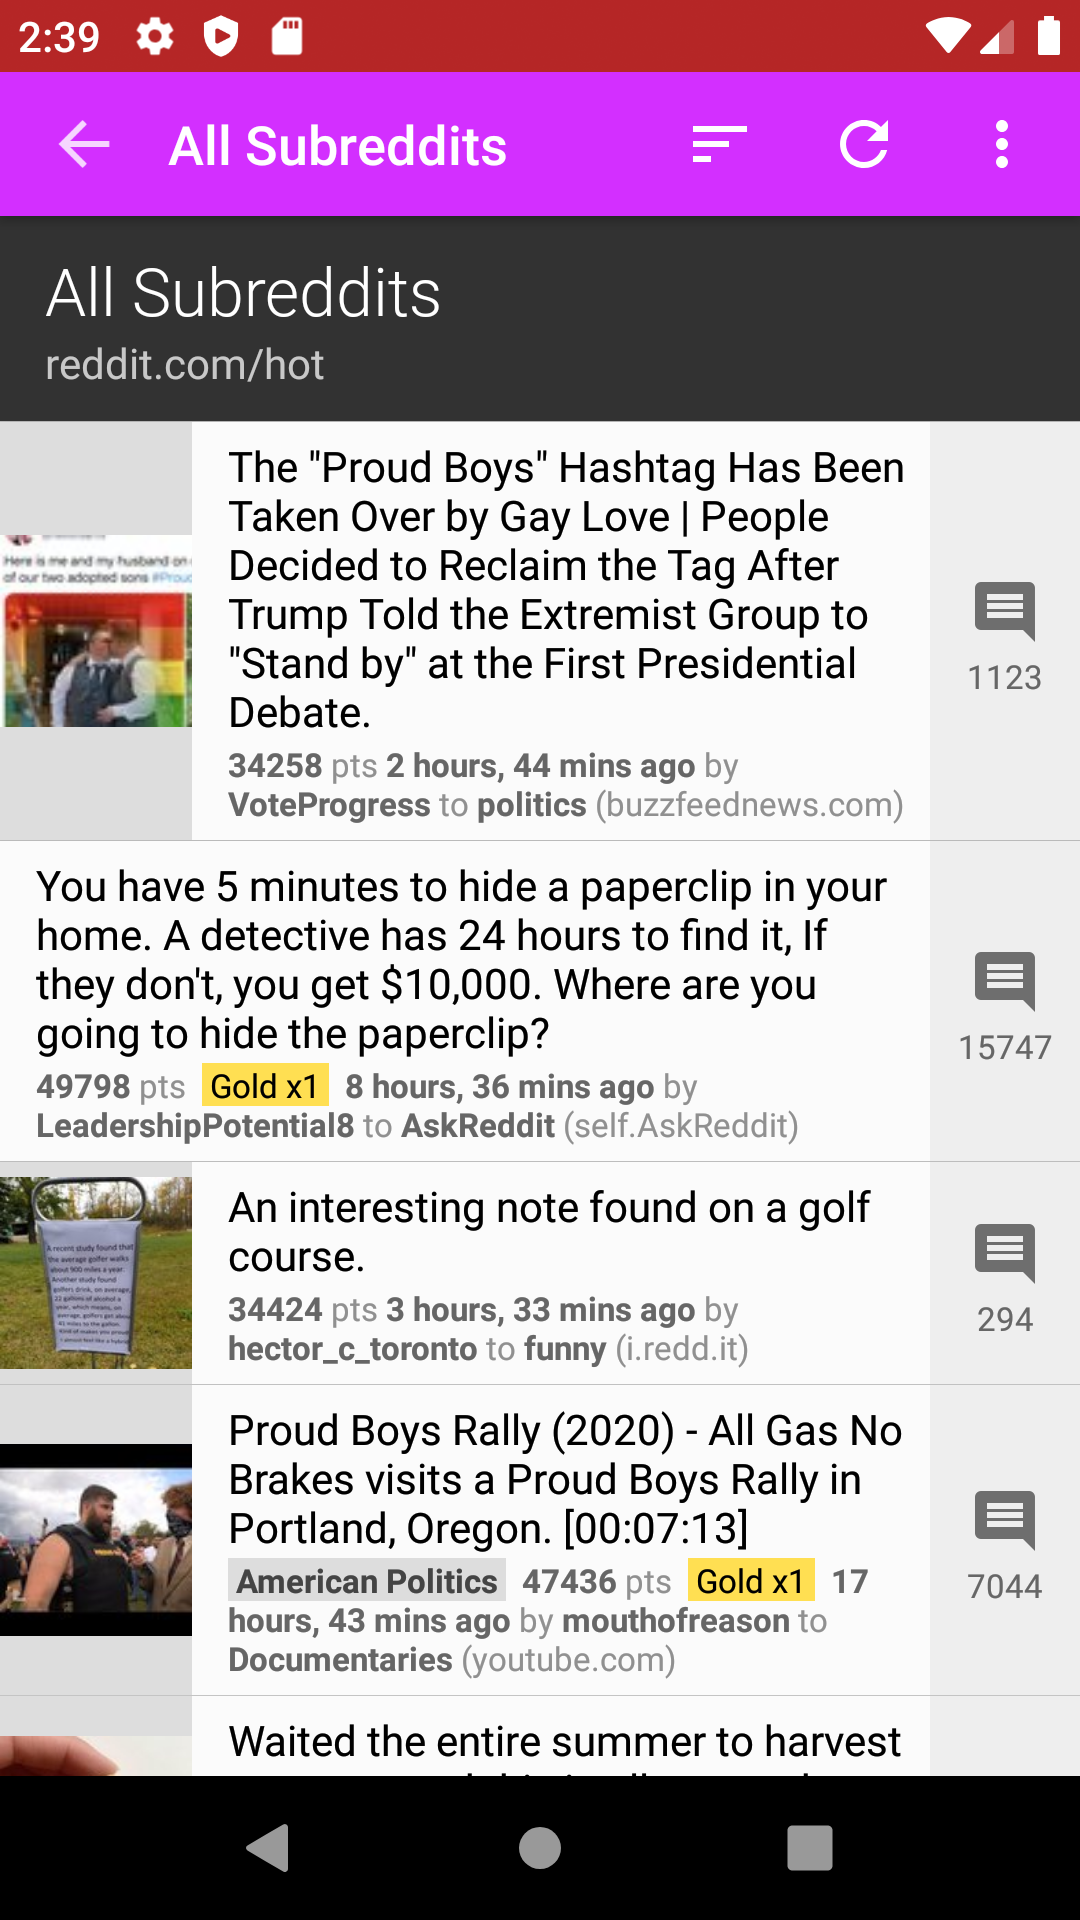 2:39
All Subreddits
All Subreddits
reddit.com/hot
The "Proud Boys" Hashtag Has Been
Taken Over by Gay Love | People
Decided to Reclaim the Tag After
Trump Told the Extremist Group to
"Stand by" at the First Presidential
Debate.
34258 pts 2 hours, 44 mins ago by
VoteProgress to politics (buzzfeednews.com)
1123
Here is me and my husband on
of our two adopted sons #Proud
You have 5 minutes to hide a paperclip in your
home. A detective has 24 hours to find it, If
they don't, you get $10,000. Where are you
going to hide the paperclip?
49798 pts Gold x1 8 hours, 36 mins ago by
LeadershipPotential8 to AskReddit (self.AskReddit)
15747
A recent study found that
the average golfer walks
about 900 miles a year.
Another study found
golfers drink, on average,
22 gallons of alcohol a
year, which means, on
average, golfers get about
41 miles to the gallon.
Kind of makes you proud
I almost feel like a hybrid
An interesting note found on a golf
course.
34424 pts 3 hours, 33 mins ago by
hector_c_toronto to funny (i.redd.it)
294
Proud Boys Rally (2020) - All Gas No
Brakes visits a Proud Boys Rally in
Portland, Oregon. [00:07:13]
American Politics 47436 pts Gold x1 17
hours, 43 mins ago by mouthofreason to
Documentaries (youtube.com)
7044
Waited the entire summer to harvest